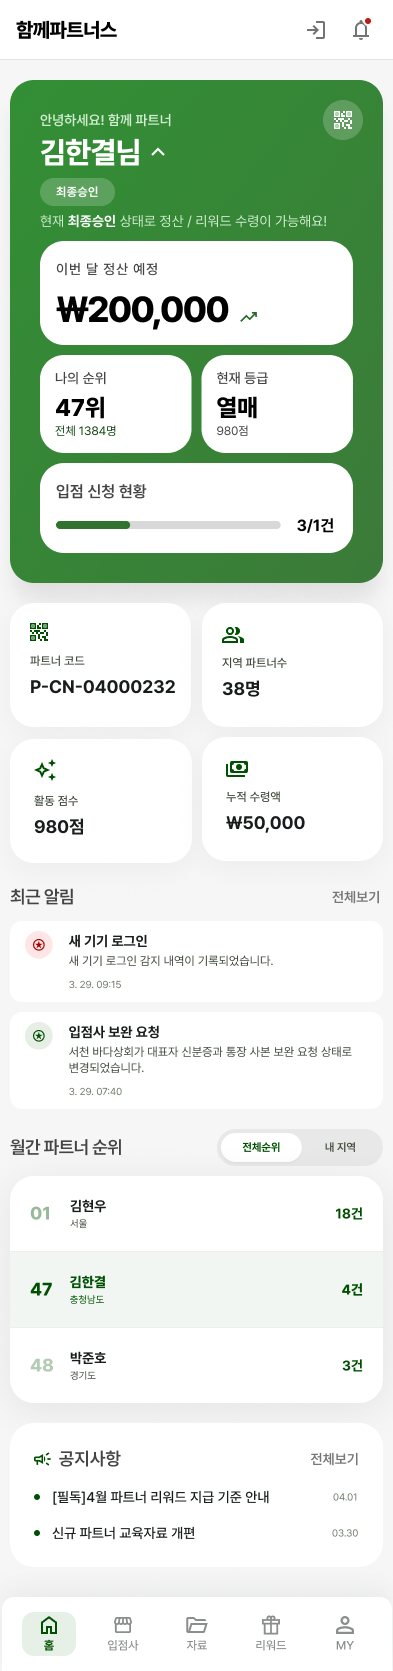 함께파트너스
안녕하세요! 함께 파트너
김한결님
최종승인
현재 최종승인 상태로 정산 / 리워드 수령이 가능해요!
이번 달 정산 예정
₩200,000
나의 순위
47위
전체 1384명
현재 등급
열매
980점
입점 신청 현황
3/1건
파트너 코드
P-CN-04000232
지역 파트너수
38명
활동 점수
980점
누적 수령액
₩50,000
최근 알림
전체보기
새 기기 로그인
새 기기 로그인 감지 내역이 기록되었습니다.
3. 29. 09:15
입점사 보완 요청
서천 바다상회가 대표자 신분증과 통장 사본 보완 요청 상태로
변경되었습니다.
3. 29. 07:40
월간 파트너 순위
전체순위
내 지역
01
김현우
서울
18건
47
김한결
충청남도
4건
48
박준호
경기도
3건
공지사항
전체보기
[필독]4월 파트너 리워드 지급 기준 안내
04.01
신규 파트너 교육자료 개편
03.30
홈
입점사
자료
리워드
MY